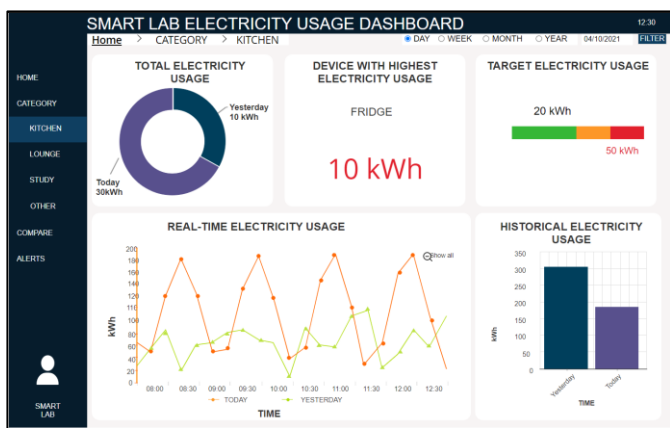 SMART LAB ELECTRICITY USAGE DASHBOARD
12:30
Home > CATEGORY > KITCHEN
DAY WEEK MONTH YEAR 04/10/2021 FILTER
HOME
CATEGORY
KITCHEN
LOUNGE
STUDY
OTHER
COMPARE
ALERTS
SMART
LAB
TOTAL ELECTRICITY
USAGE
Yesterday
10 kWh
Today
30kWh
DEVICE WITH HIGHEST
ELECTRICITY USAGE
FRIDGE
10 kWh
TARGET ELECTRICITY USAGE
20 kWh
50 kWh
REAL-TIME ELECTRICITY USAGE
Show all
kWh
200
180
160
140
120
110
100
80
60
40
20
0
08:00 08:30 09:00 09:30 10:00 10:30 11:00 11:30 12:00 12:30
TODAY YESTERDAY
TIME
HISTORICAL ELECTRICITY
USAGE
kWh
350
300
250
200
150
100
50
0
Yesterday Today
TIME